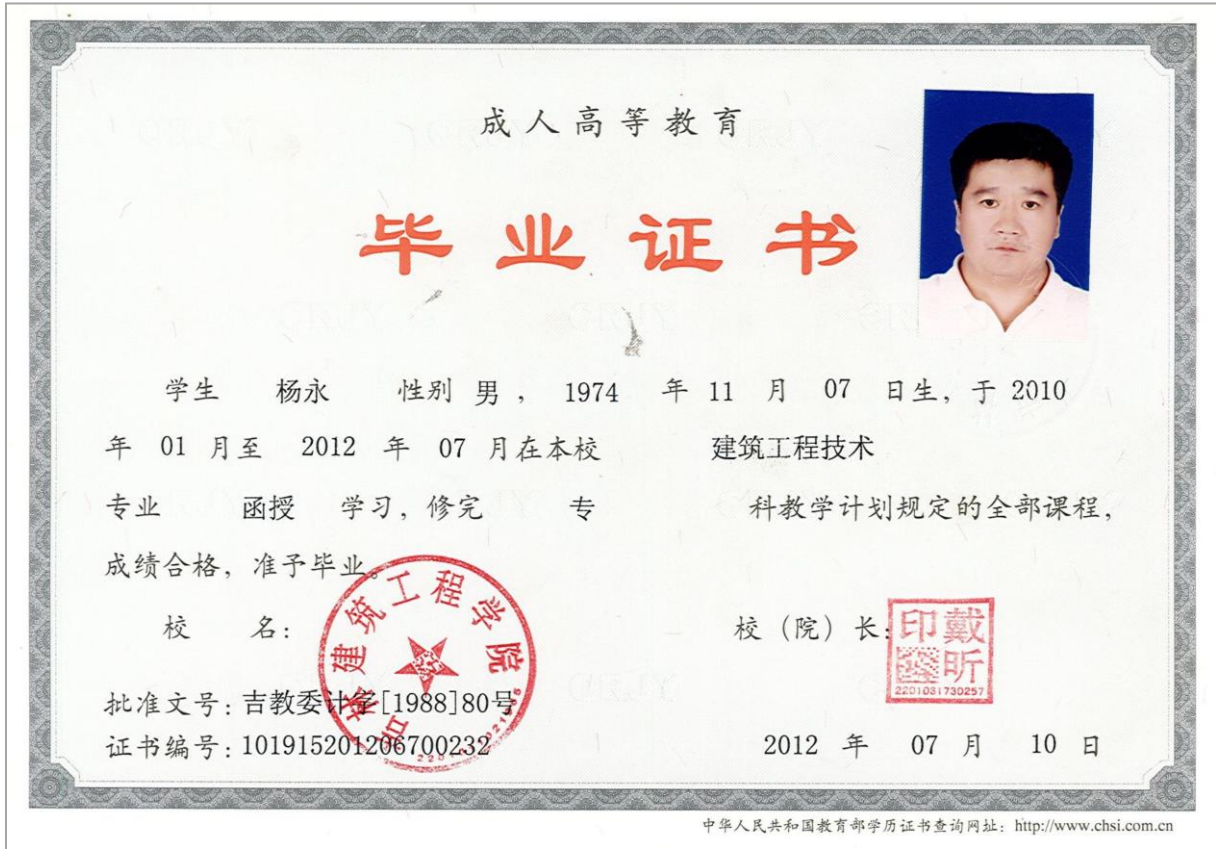 成人高等教育
毕业证书
学生 杨永 性别 男，1974 年 11 月 07 日生，于 2010
年 01 月至 2012 年 07 月在本校 建筑工程技术
专业 函授 学习，修完 专 科教学计划规定的全部课程，
成绩合格，准予毕业。
校 名：
吉林建筑工程学院
校（院）长：
戴昕印
2201031730257
批准文号：吉教委计字[1988]80号
证书编号：101915201206700232
2012 年 07 月 10 日
中华人民共和国教育部学历证书查询网址：http://www.chsi.com.cn